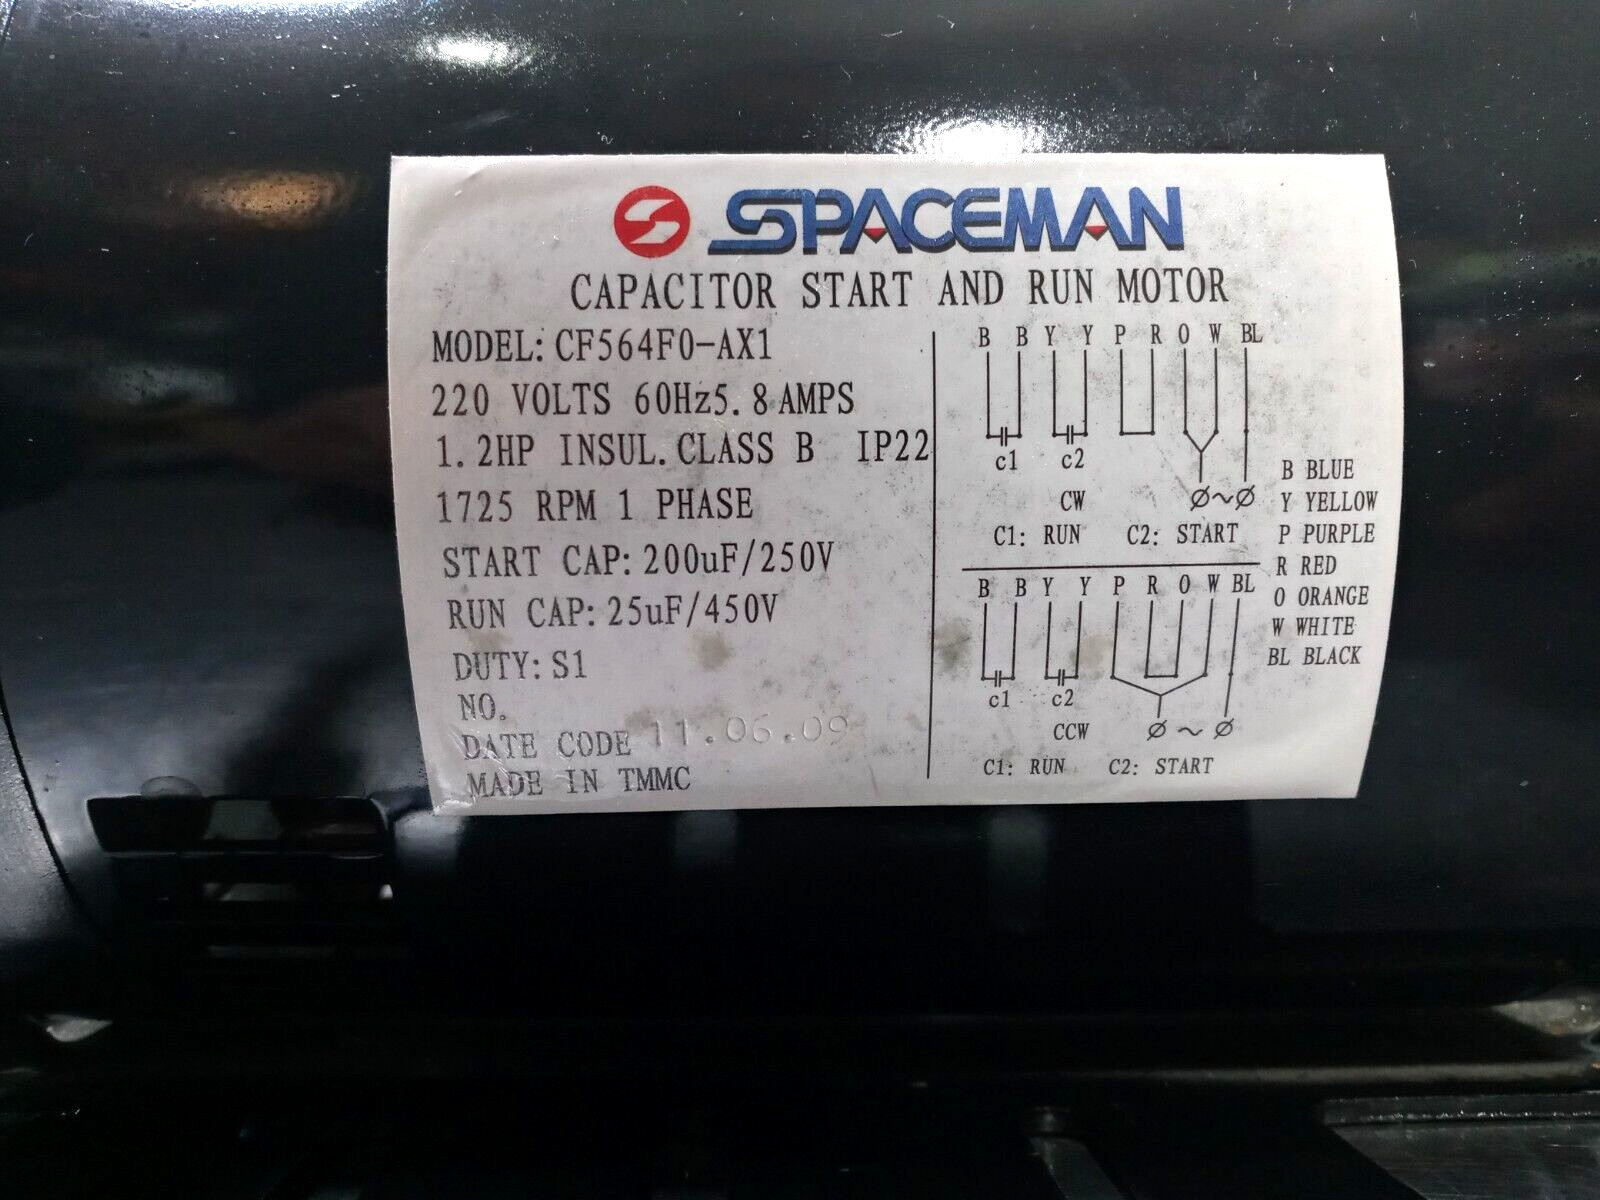 SPACEMAN
CAPACITOR START AND RUN MOTOR
MODEL: CF564F0-AX1
220 VOLTS 60Hz5.8 AMPS
1.2HP INSUL. CLASS B IP22
1725 RPM 1 PHASE
START CAP: 200uF/250V
RUN CAP: 25uF/450V
DUTY: S1
NO.
DATE CODE 11.06.09
MADE IN TMMC
B B Y Y P R O W BL
c1 c2
CW ∅~∅
C1: RUN C2: START
B B Y Y P R O W BL
c1 c2
CCW ∅~∅
C1: RUN C2: START
B BLUE
Y YELLOW
P PURPLE
R RED
O ORANGE
W WHITE
BL BLACK